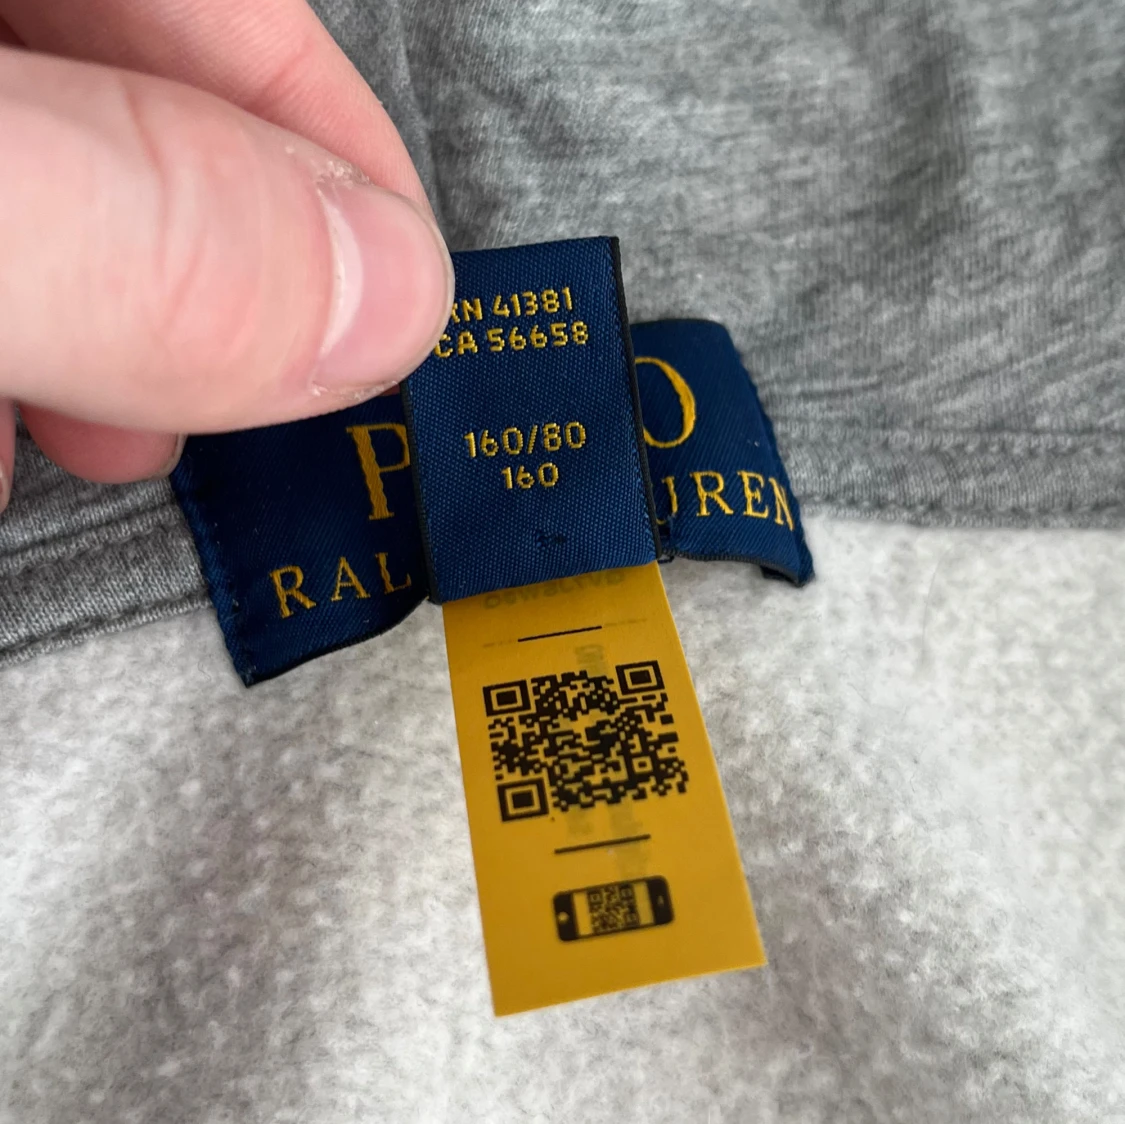 RN 41381
CA 56658
160/80
160
P O
RAL UREN